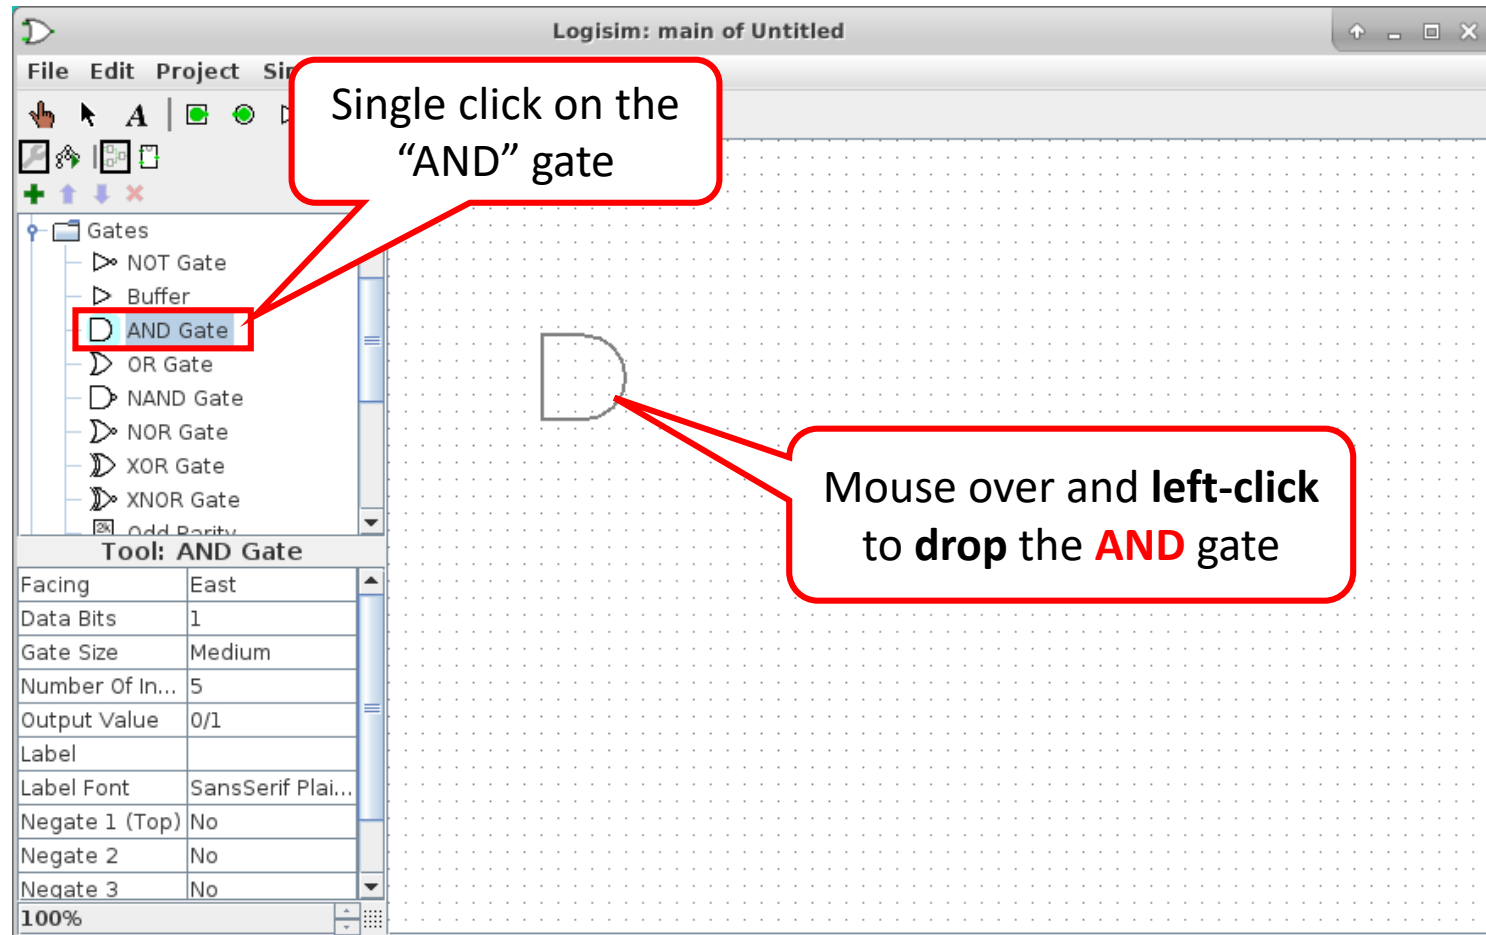 Logisim: main of Untitled
File Edit Project
Single click on the
“AND” gate
Gates
NOT Gate
Buffer
AND Gate
OR Gate
NAND Gate
NOR Gate
XOR Gate
XNOR Gate
Odd Parity
Mouse over and left-click
to drop the AND gate
Tool: AND Gate
Facing East
Data Bits 1
Gate Size Medium
Number Of In... 5
Output Value 0/1
Label
Label Font SansSerif Plai...
Negate 1 (Top) No
Negate 2 No
Negate 3 No
100%